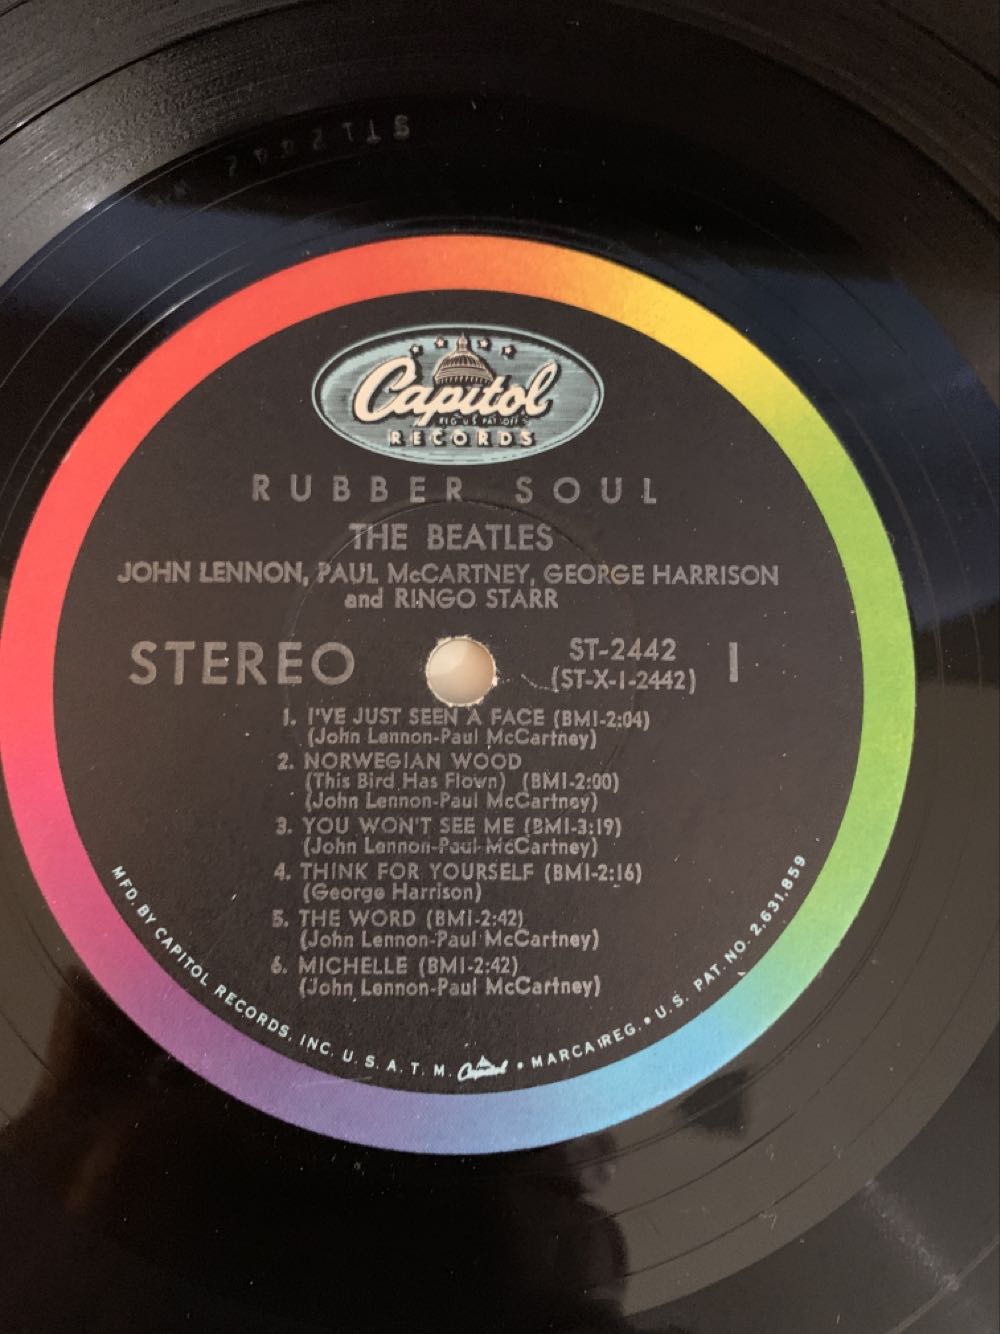 Capitol
REG. U.S. PAT. OFF.
RECORDS
RUBBER SOUL
THE BEATLES
JOHN LENNON, PAUL McCARTNEY, GEORGE HARRISON
and RINGO STARR
STEREO
ST-2442
(ST-X-1-2442)
1
1. I'VE JUST SEEN A FACE (BMI-2:04)
(John Lennon-Paul McCartney)
2. NORWEGIAN WOOD
(This Bird Has Flown) (BMI-2:00)
(John Lennon-Paul McCartney)
3. YOU WON'T SEE ME (BMI-3:19)
(John Lennon-Paul McCartney)
4. THINK FOR YOURSELF (BMI-2:16)
(George Harrison)
5. THE WORD (BMI-2:42)
(John Lennon-Paul McCartney)
6. MICHELLE (BMI-2:42)
(John Lennon-Paul McCartney)
MFD. BY CAPITOL RECORDS, INC. U. S. A. T. M. Capitol • MARCA REG. • U.S. PAT. NO. 2,631,859